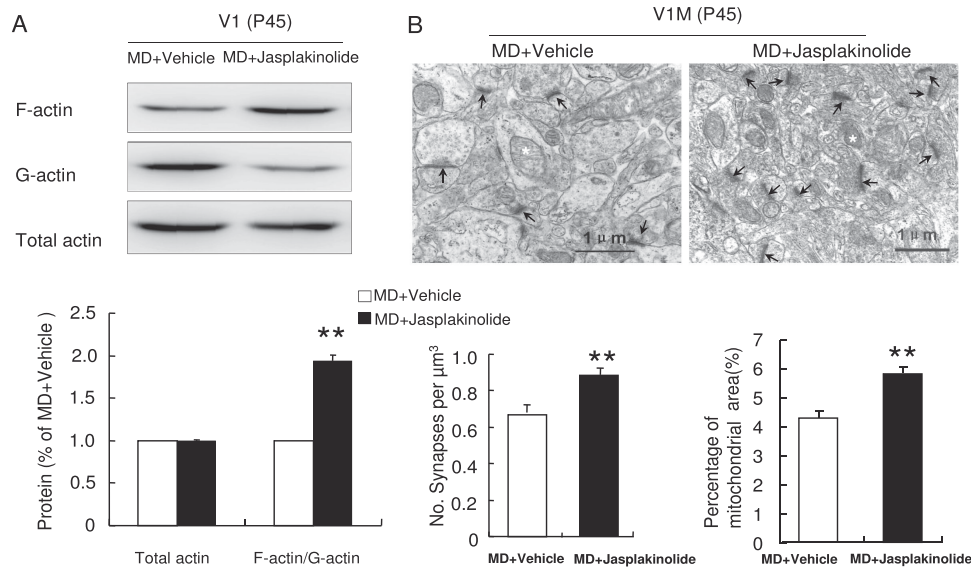 A
V1 (P45)
MD+Vehicle MD+Jasplakinolide
F-actin
G-actin
Total actin
B
V1M (P45)
MD+Vehicle
MD+Jasplakinolide
*
1 μm
*
1 μm
MD+Vehicle
MD+Jasplakinolide
Protein (% of MD+Vehicle )
2.5
2.0
1.5
1.0
0.5
0
**
Total actin
F-actin/G-actin
No. Synapses per μm³
1.0
0.8
0.6
0.4
0.2
0
**
MD+Vehicle
MD+Jasplakinolide
Percentage of
mitochondrial area(%)
7
6
5
4
3
2
1
0
**
MD+Vehicle
MD+Jasplakinolide